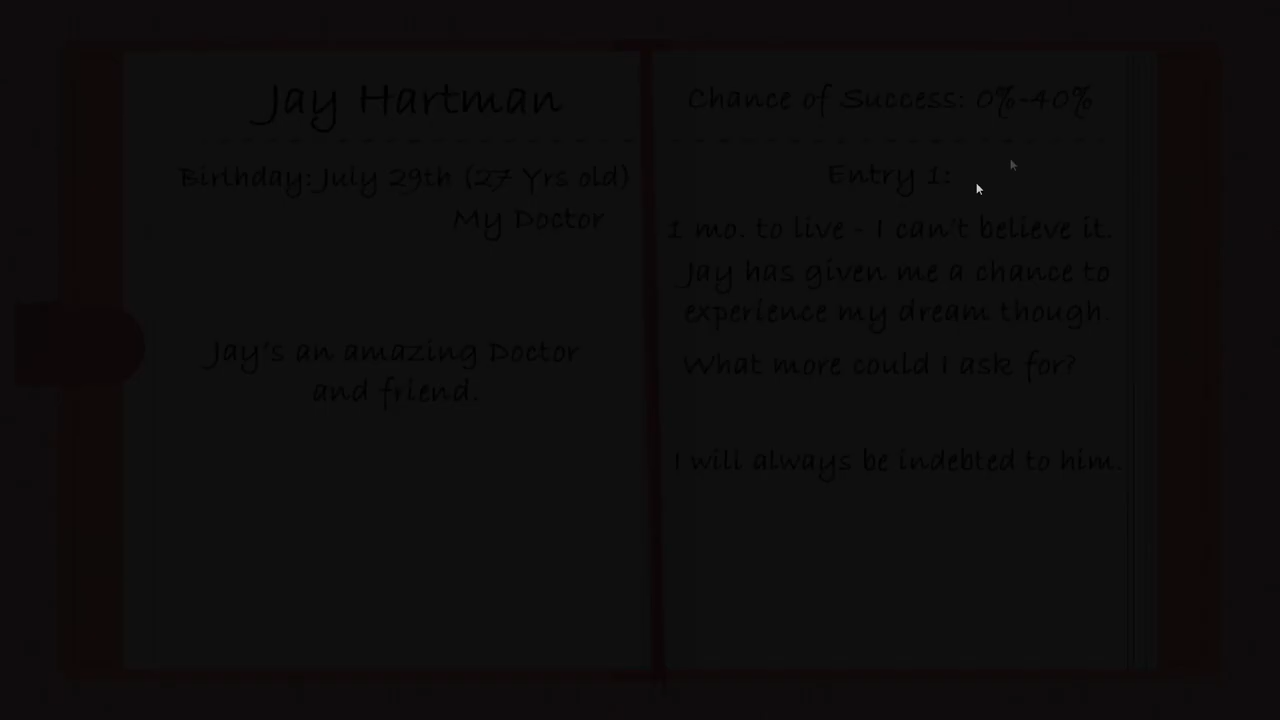 Jay Hartman
Birthday: July 29th (27 Yrs old)
My Doctor
Jay's an amazing Doctor
and friend.
Chance of Success: 0%-40%
Entry 1:
1 mo. to live - I can't believe it.
Jay has given me a chance to
experience my dream though.
What more could I ask for?
I will always be indebted to him.